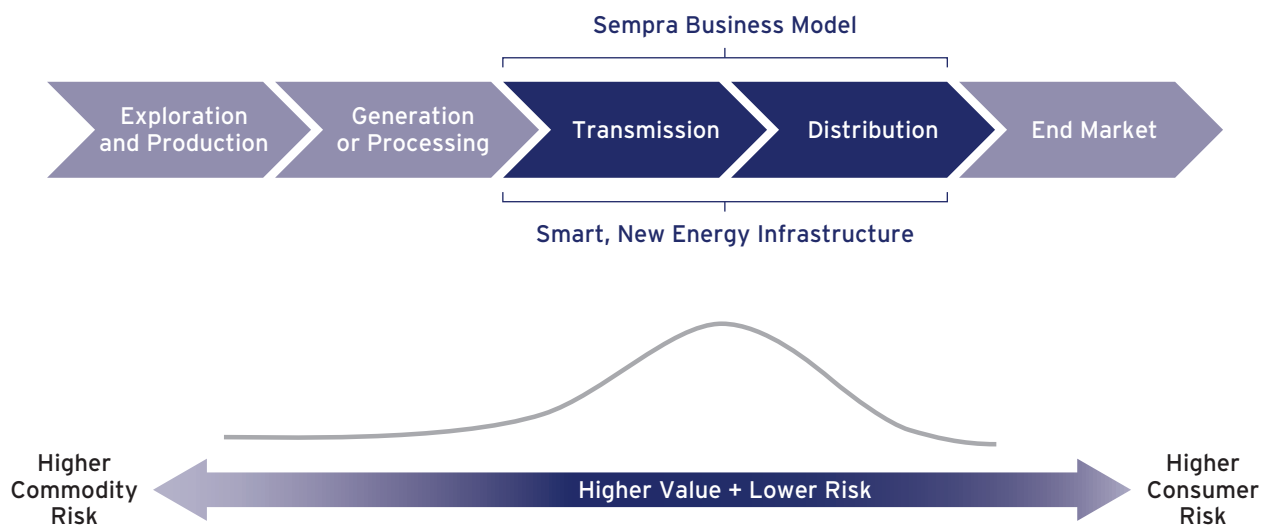 Sempra Business Model
Exploration
and Production
Generation
or Processing
Transmission
Distribution
End Market
Smart, New Energy Infrastructure
Higher
Commodity
Risk
Higher Value + Lower Risk
Higher
Consumer
Risk